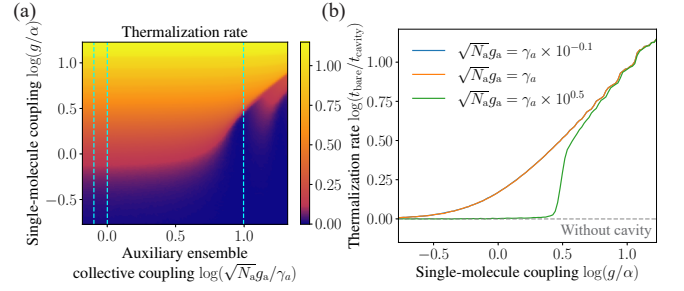 (a)
Thermalization rate
Single-molecule coupling log(g/α)
0.5
0.0
−0.5
0.0
0.5
1.0
Auxiliary ensemble
collective coupling log(√Nₐgₐ/γₐ)
1.00
0.75
0.50
0.25
0.00
(b)
Thermalization rate log(t_bare/t_cavity)
1.00
0.75
0.50
0.25
0.00
√Nₐgₐ = γₐ × 10^−0.1
√Nₐgₐ = γₐ
√Nₐgₐ = γₐ × 10^0.5
Without cavity
−0.5
0.0
0.5
1.0
Single-molecule coupling log(g/α)